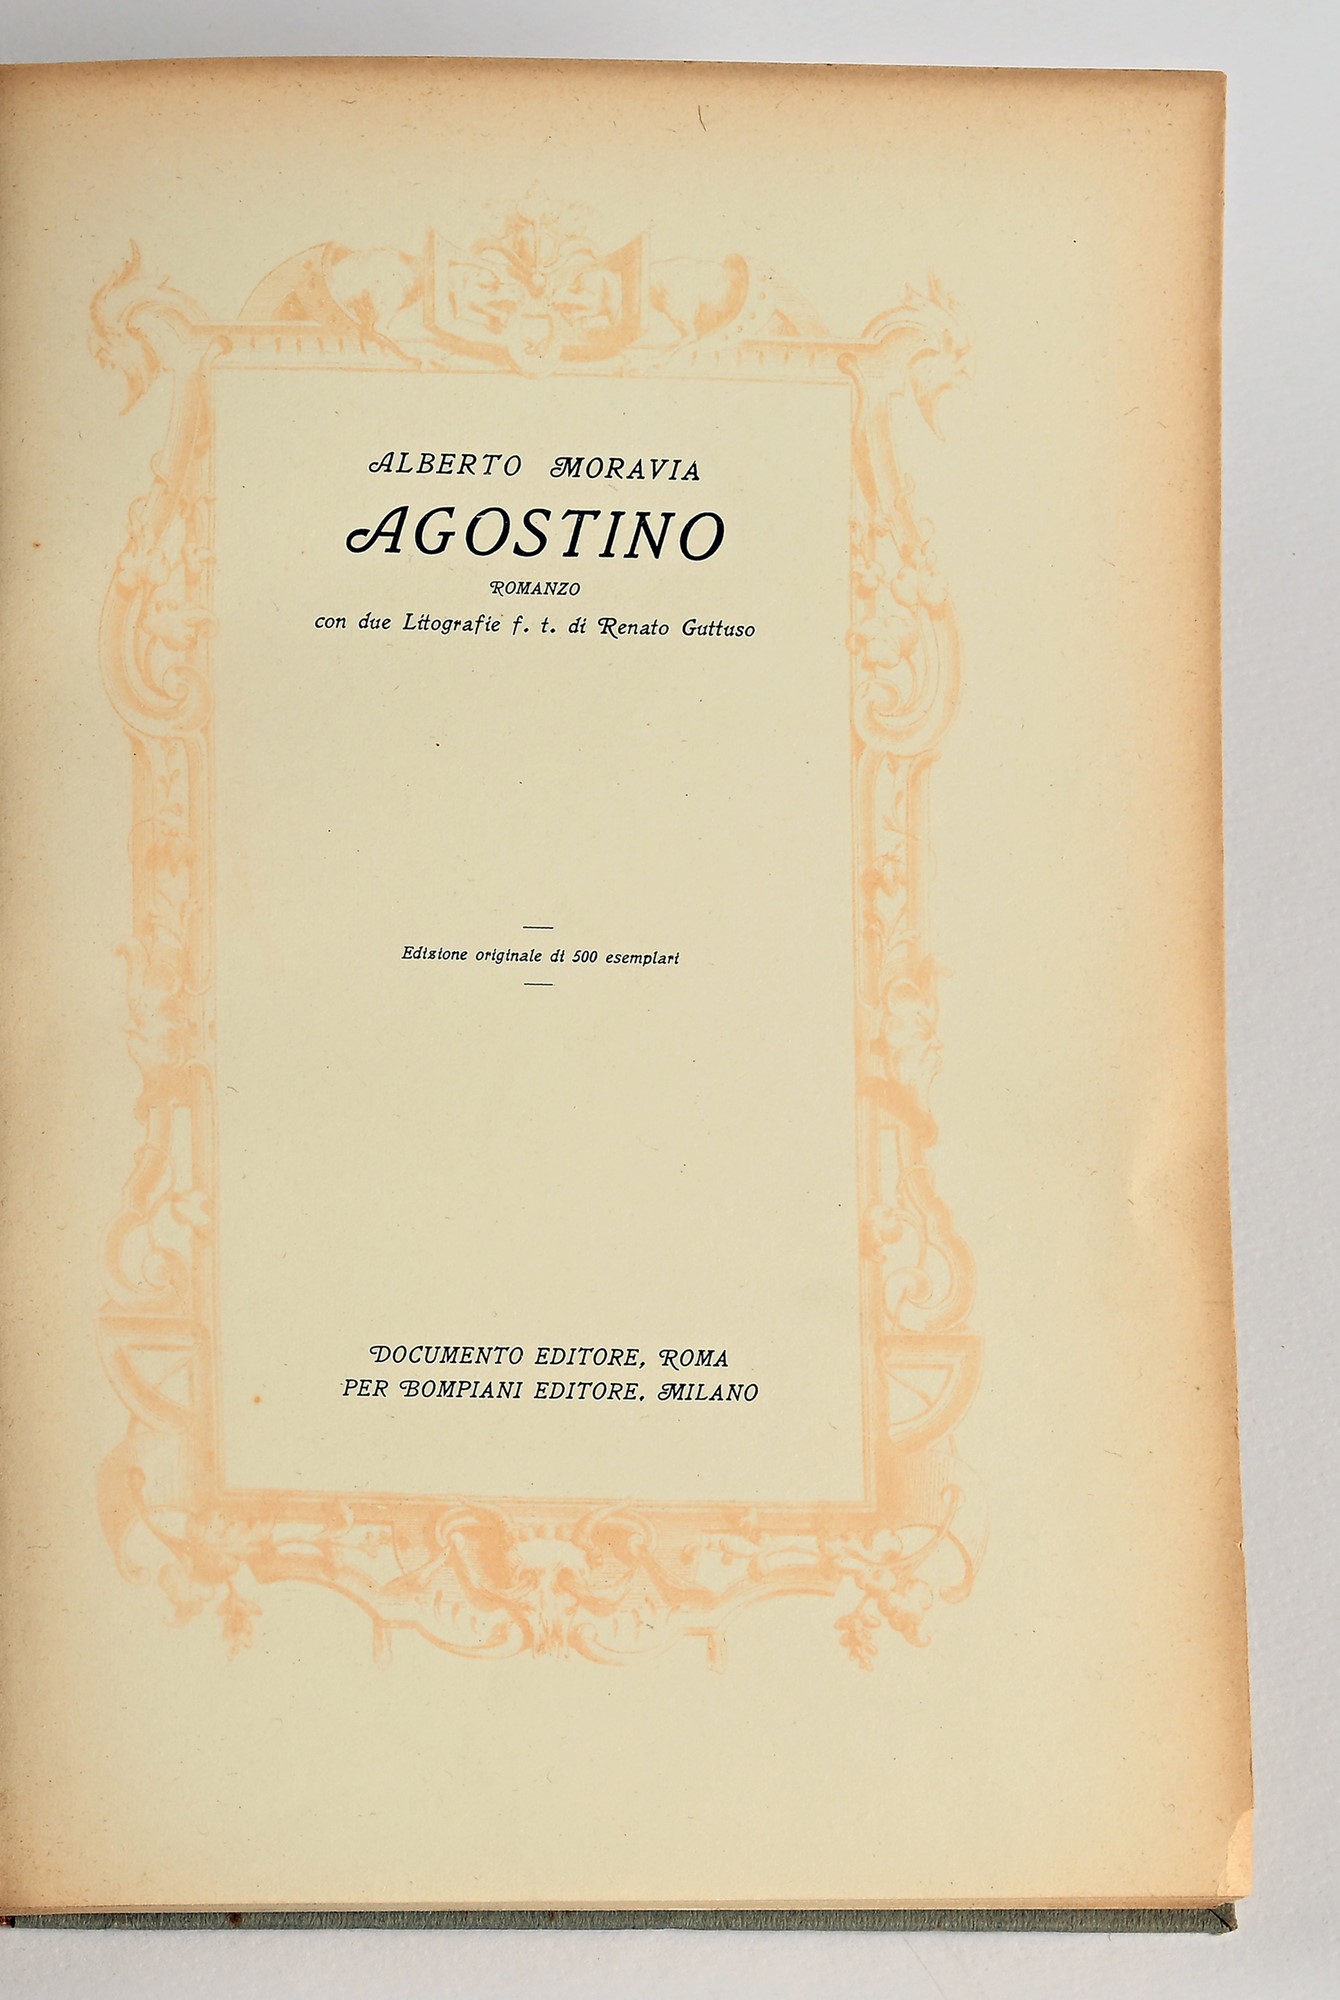 ALBERTO MORAVIA
AGOSTINO
ROMANZO
con due Litografie f. t. di Renato Guttuso
Edizione originale di 500 esemplari
DOCUMENTO EDITORE, ROMA
PER BOMPIANI EDITORE. MILANO